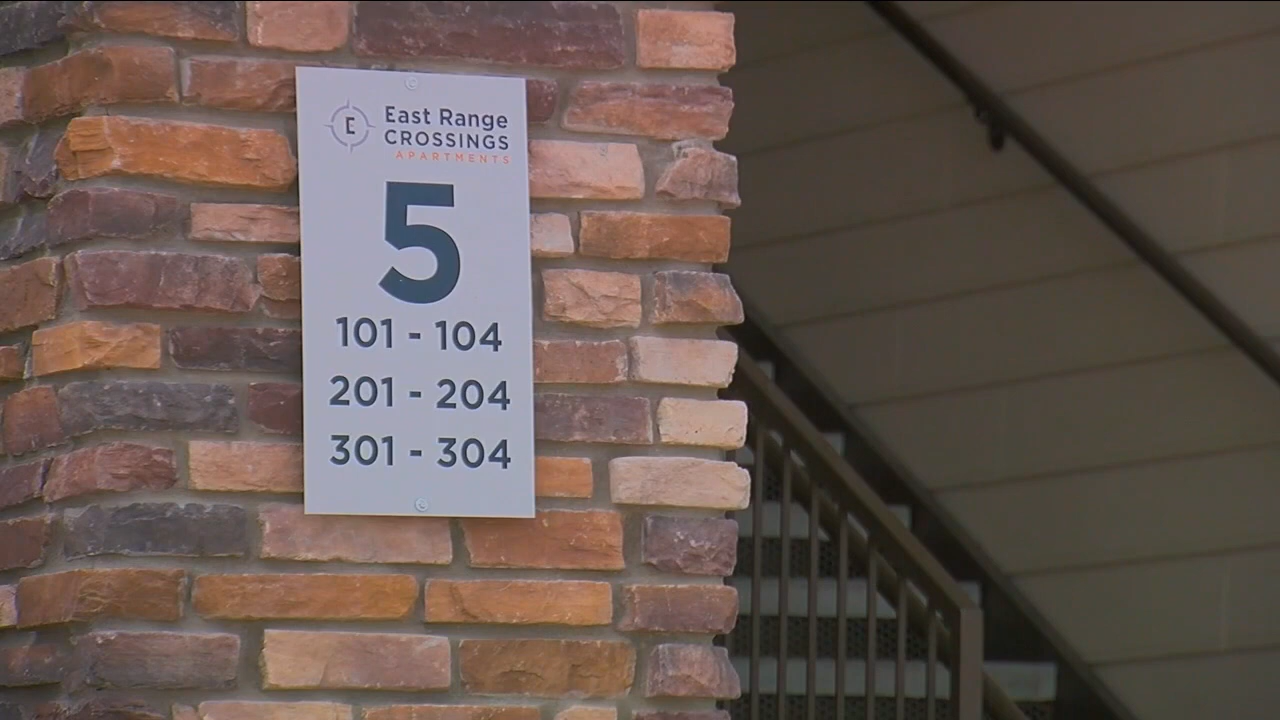 E
East Range
CROSSINGS
APARTMENTS
5
101 - 104
201 - 204
301 - 304